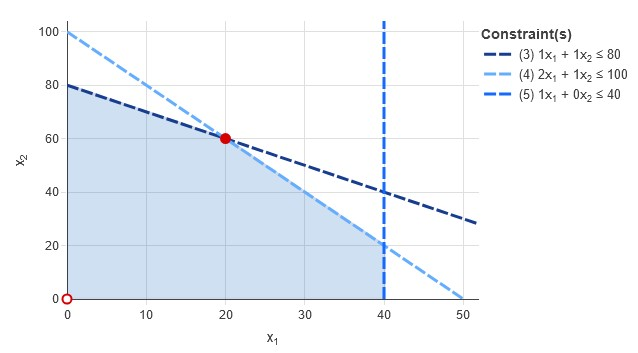 Constraint(s)
(3) 1x₁ + 1x₂ ≤ 80
(4) 2x₁ + 1x₂ ≤ 100
(5) 1x₁ + 0x₂ ≤ 40
100
80
60
40
20
0
x₂
0 10 20 30 40 50
x₁